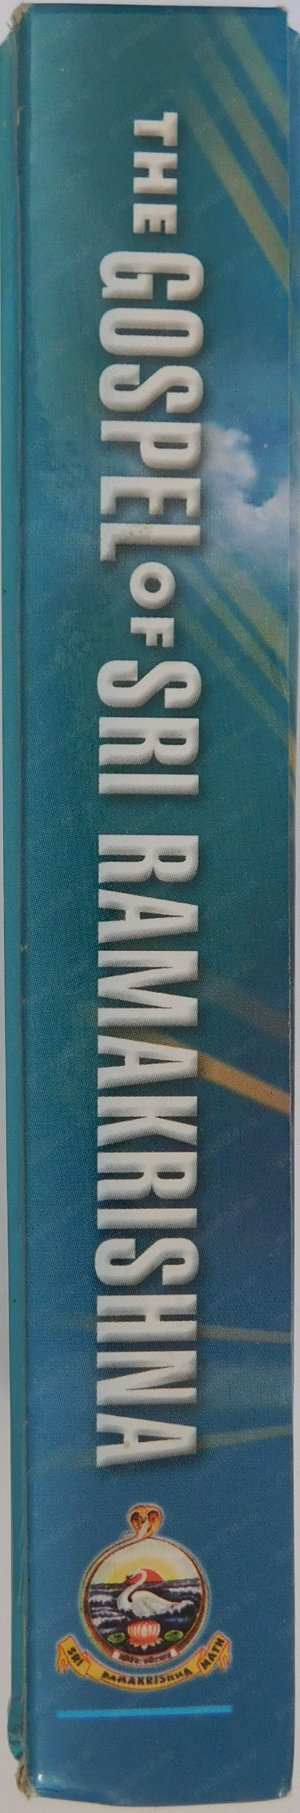 THE GOSPEL OF SRI RAMAKRISHNA
SRI RAMAKRISHNA MATH